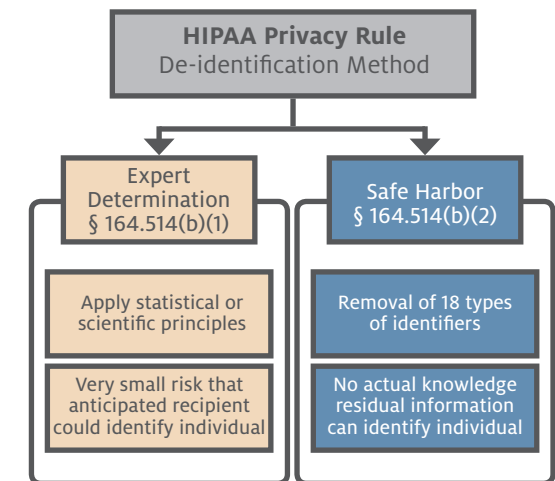 HIPAA Privacy Rule
De-identification Method
Expert
Determination
§ 164.514(b)(1)
Apply statistical or
scientific principles
Very small risk that
anticipated recipient
could identify individual
Safe Harbor
§ 164.514(b)(2)
Removal of 18 types
of identifiers
No actual knowledge
residual information
can identify individual